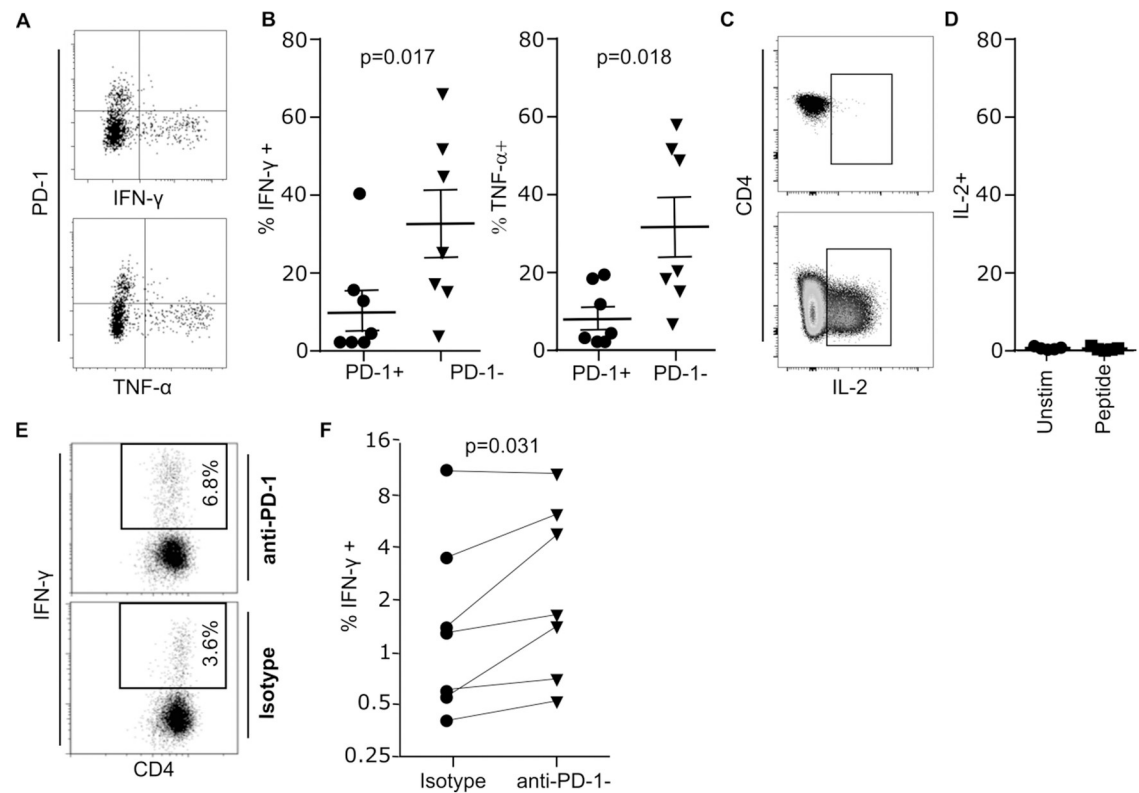 A
PD-1
IFN-γ
TNF-α
B
80
60
40
20
0
% IFN-γ +
p=0.017
PD-1+
PD-1-
80
60
40
20
0
% TNF-α+
p=0.018
PD-1+
PD-1-
C
CD4
IL-2
D
80
60
40
20
0
IL-2+
Unstim
Peptide
E
IFN-γ
6.8%
anti-PD-1
3.6%
Isotype
CD4
F
16
8
4
2
1
0.5
0.25
% IFN-γ +
p=0.031
Isotype
anti-PD-1-